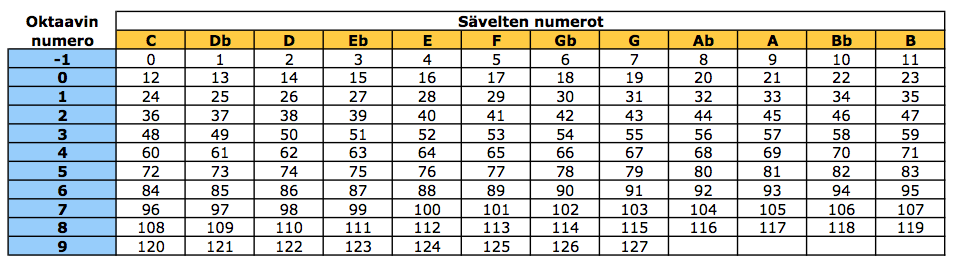 Oktaavin Sävelten numerot
numero C Db D Eb E F Gb G Ab A Bb B
-1 0 1 2 3 4 5 6 7 8 9 10 11
0 12 13 14 15 16 17 18 19 20 21 22 23
1 24 25 26 27 28 29 30 31 32 33 34 35
2 36 37 38 39 40 41 42 43 44 45 46 47
3 48 49 50 51 52 53 54 55 56 57 58 59
4 60 61 62 63 64 65 66 67 68 69 70 71
5 72 73 74 75 76 77 78 79 80 81 82 83
6 84 85 86 87 88 89 90 91 92 93 94 95
7 96 97 98 99 100 101 102 103 104 105 106 107
8 108 109 110 111 112 113 114 115 116 117 118 119
9 120 121 122 123 124 125 126 127